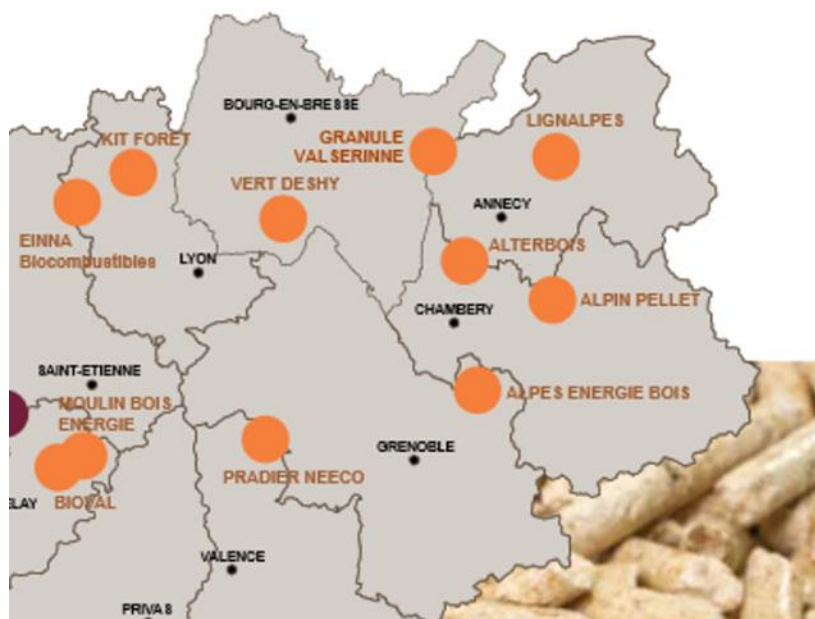 BOURG-EN-BRESSE
KIT FORET
GRANULE
VALSERINNE
LIGNALPES
VERT DESHY
ANNECY
EINNA
Biocombustibles
LYON
ALTERBOIS
CHAMBERY
ALPIN PELLET
SAINT-ETIENNE
MOULIN BOIS
ENERGIE
ALPES ENERGIE BOIS
GRENOBLE
PRADIER NEECO
ELAY
BIOVAL
VALENCE
PRIVAS